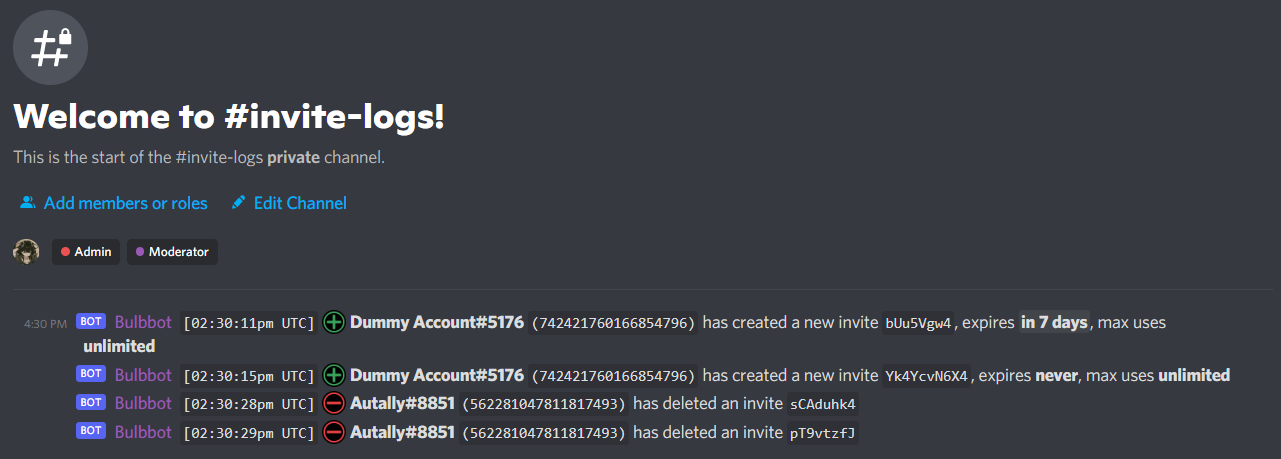 Welcome to #invite-logs!
This is the start of the #invite-logs private channel.
Add members or roles Edit Channel
Admin Moderator
4:30 PM BOT Bulbbot [02:30:11pm UTC] Dummy Account#5176 (742421760166854796) has created a new invite bUu5Vgw4, expires in 7 days, max uses
unlimited
BOT Bulbbot [02:30:15pm UTC] Dummy Account#5176 (742421760166854796) has created a new invite Yk4YcvN6X4, expires never, max uses unlimited
BOT Bulbbot [02:30:28pm UTC] Autally#8851 (562281047811817493) has deleted an invite sCAduhk4
BOT Bulbbot [02:30:29pm UTC] Autally#8851 (562281047811817493) has deleted an invite pT9vtzfJ